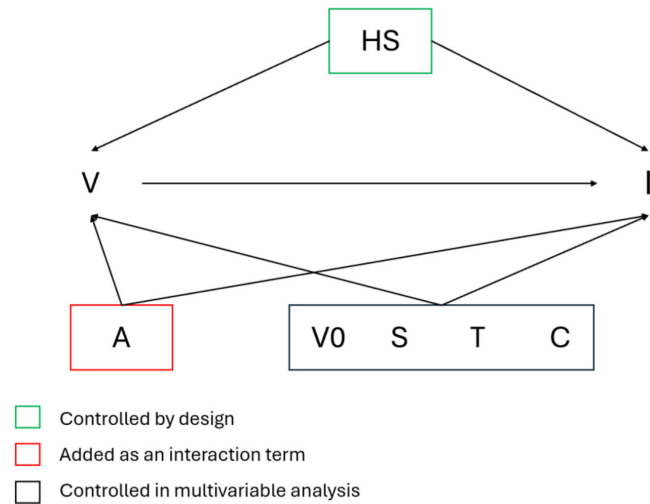 HS
V
A
V0 S T C
Controlled by design
Added as an interaction term
Controlled in multivariable analysis